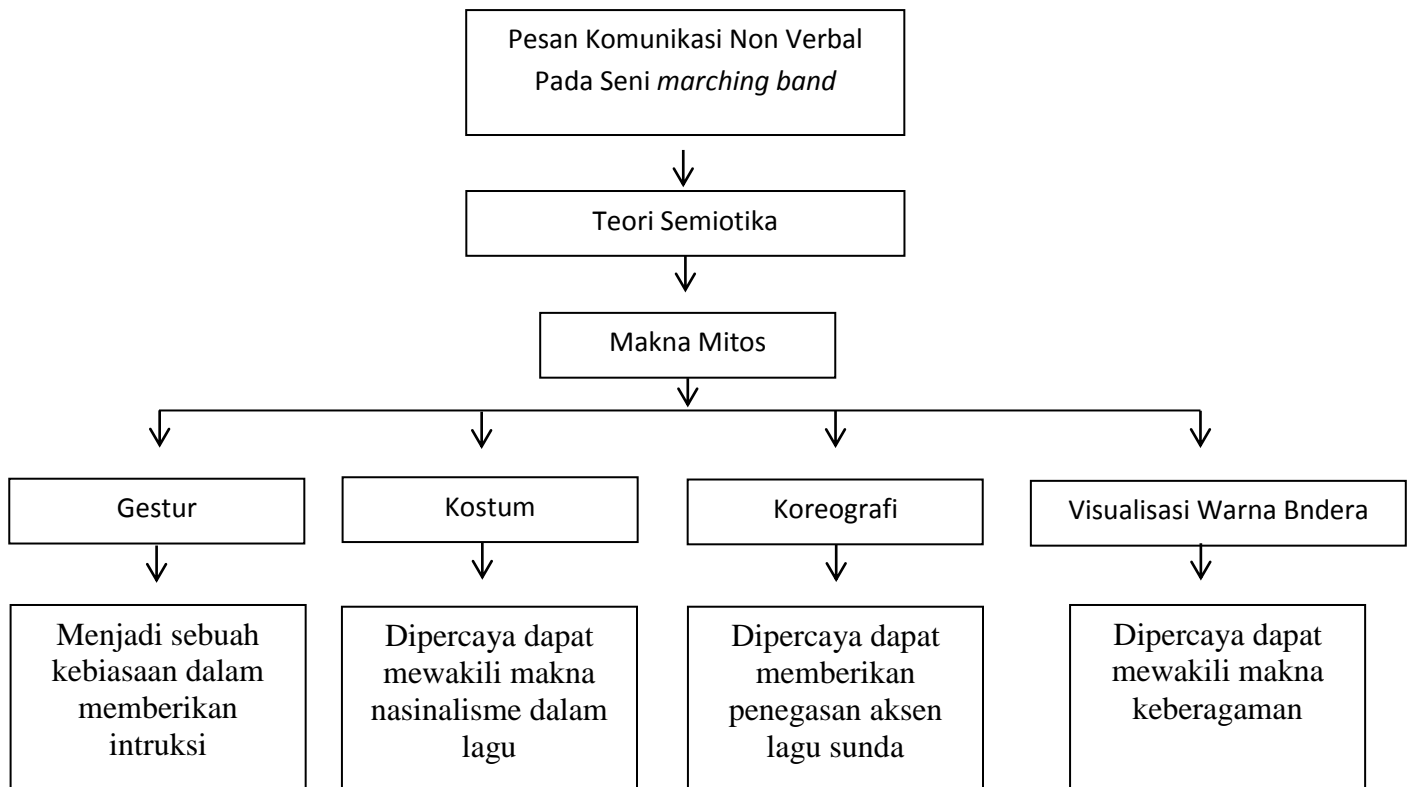 Pesan Komunikasi Non Verbal
Pada Seni marching band
Teori Semiotika
Makna Mitos
Gestur
Kostum
Koreografi
Visualisasi Warna Bndera
Menjadi sebuah
kebiasaan dalam
memberikan
intruksi
Dipercaya dapat
mewakili makna
nasinalisme dalam
lagu
Dipercaya dapat
memberikan
penegasan aksen
lagu sunda
Dipercaya dapat
mewakili makna
keberagaman